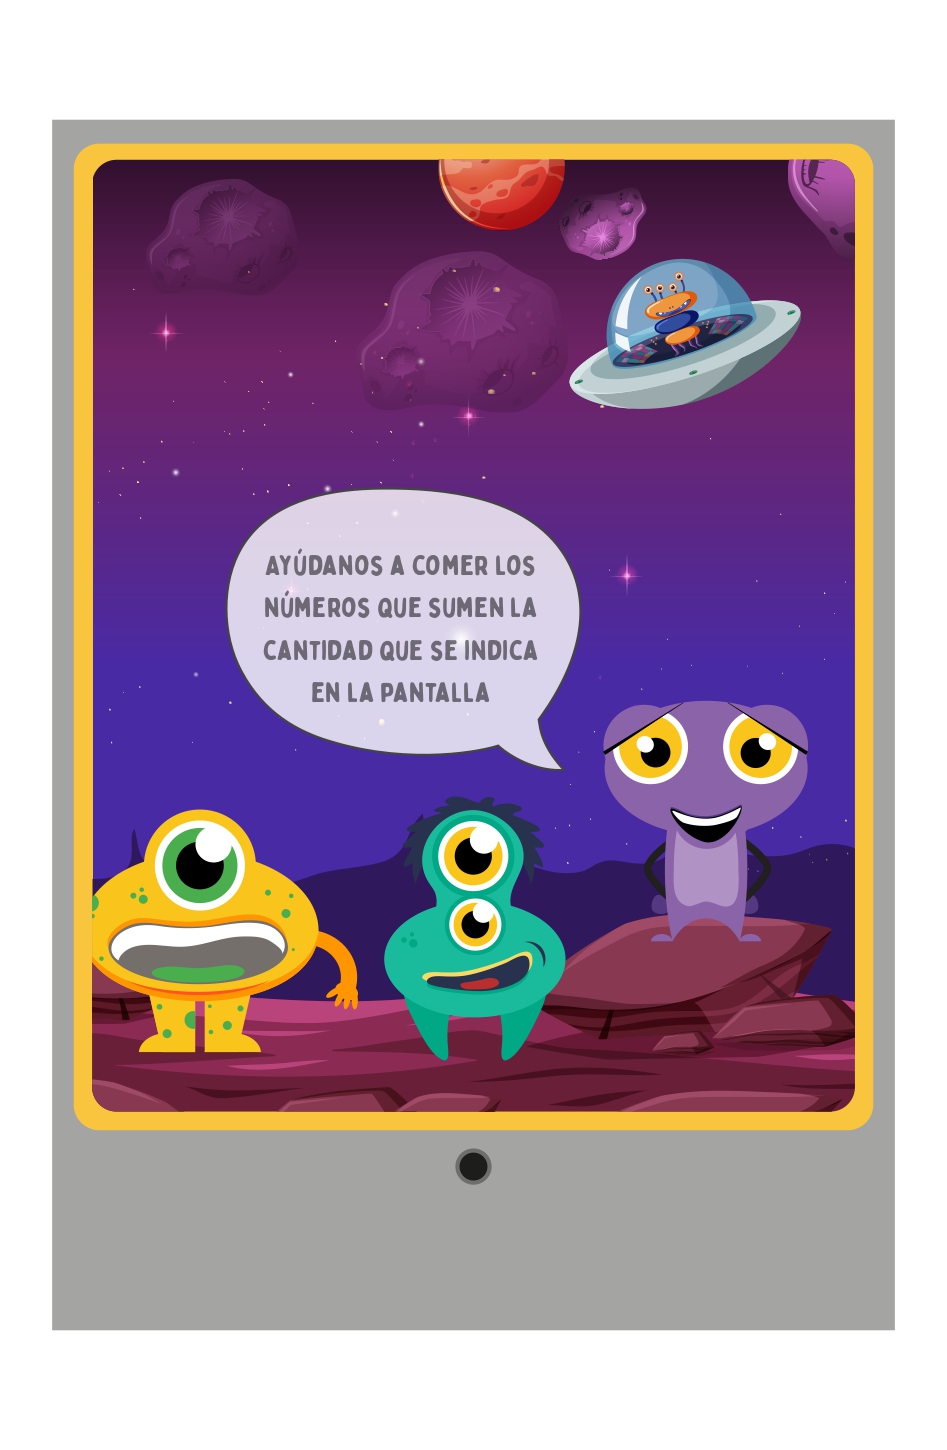 AYÚDANOS A COMER LOS
NÚMEROS QUE SUMEN LA
CANTIDAD QUE SE INDICA
EN LA PANTALLA